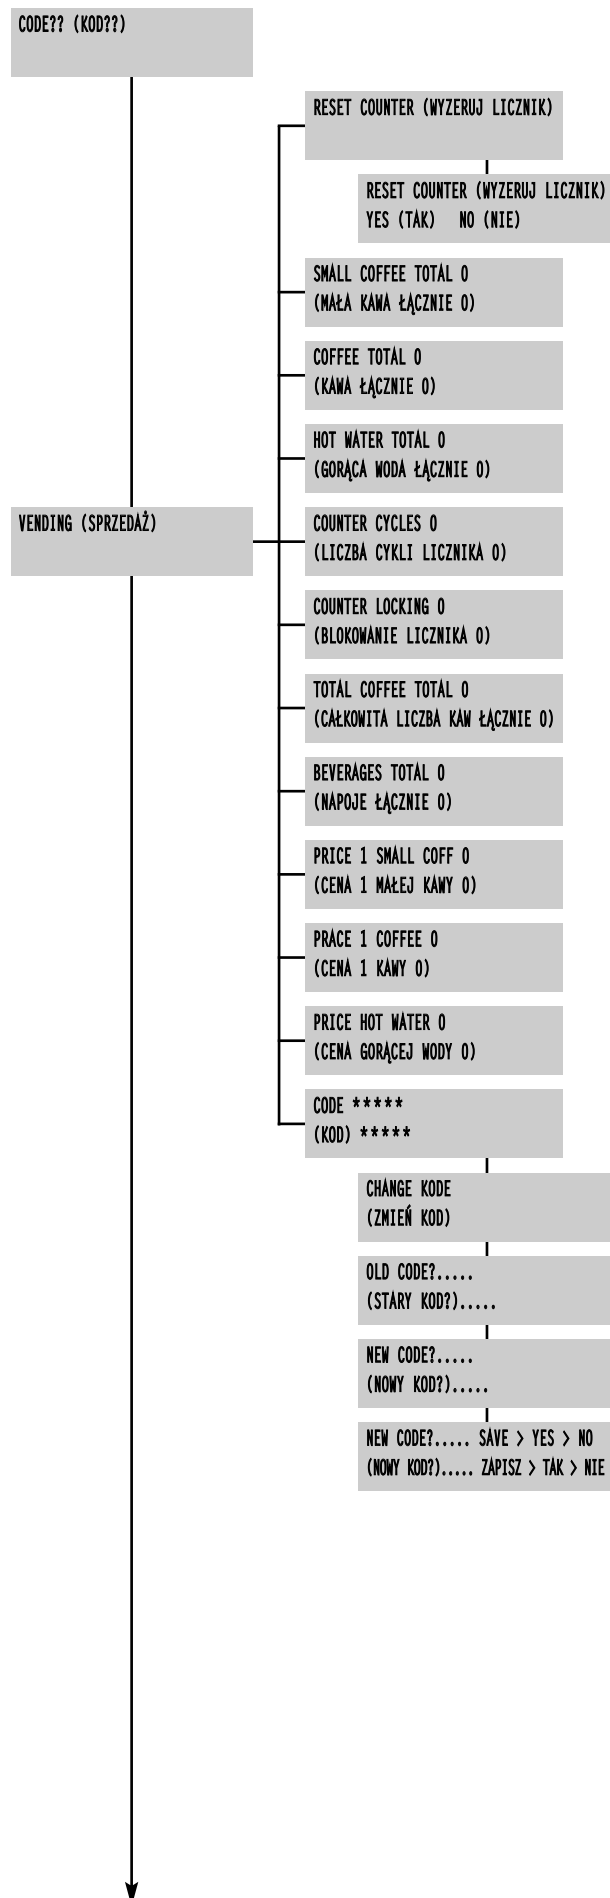 CODE?? (KOD??)
RESET COUNTER (WYZERUJ LICZNIK)
RESET COUNTER (WYZERUJ LICZNIK)
YES (TAK) NO (NIE)
SMALL COFFEE TOTAL 0
(MAŁA KAWA ŁĄCZNIE 0)
COFFEE TOTAL 0
(KAWA ŁĄCZNIE 0)
HOT WATER TOTAL 0
(GORĄCA WODA ŁĄCZNIE 0)
VENDING (SPRZEDAŻ)
COUNTER CYCLES 0
(LICZBA CYKLI LICZNIKA 0)
COUNTER LOCKING 0
(BLOKOWANIE LICZNIKA 0)
TOTAL COFFEE TOTAL 0
(CAŁKOWITA LICZBA KAW ŁĄCZNIE 0)
BEVERAGES TOTAL 0
(NAPOJE ŁĄCZNIE 0)
PRICE 1 SMALL COFF 0
(CENA 1 MAŁEJ KAWY 0)
PRACE 1 COFFEE 0
(CENA 1 KAWY 0)
PRICE HOT WATER 0
(CENA GORĄCEJ WODY 0)
CODE *****
(KOD) *****
CHANGE KODE
(ZMIEŃ KOD)
OLD CODE?.....
(STARY KOD?).....
NEW CODE?.....
(NOWY KOD?).....
NEW CODE?..... SAVE > YES > NO
(NOWY KOD?)..... ZAPISZ > TAK > NIE